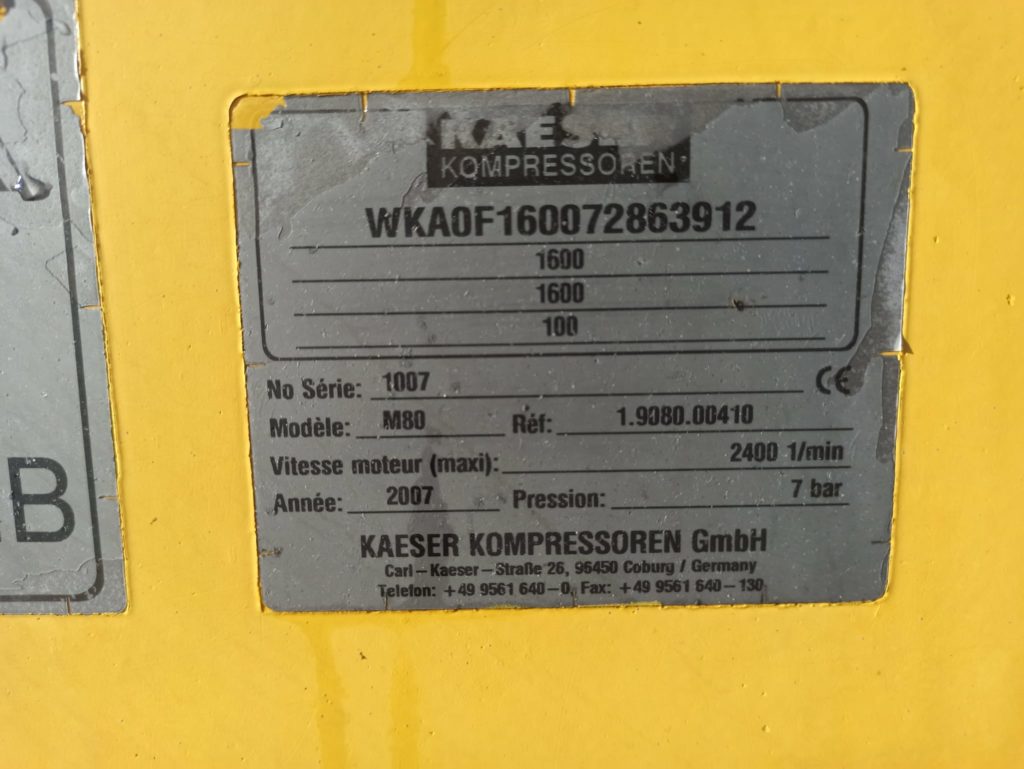 KAESER
KOMPRESSOREN
WKA0F160072863912
1600
1600
100
No Série: 1007 CE
Modèle: M80 Réf: 1.9080.00410
Vitesse moteur (maxi): 2400 1/min
Année: 2007 Pression: 7 bar
KAESER KOMPRESSOREN GmbH
Carl–Kaeser–Straße 26, 96450 Coburg / Germany
Telefon: +49 9561 640–0, Fax: +49 9561 640–130
B